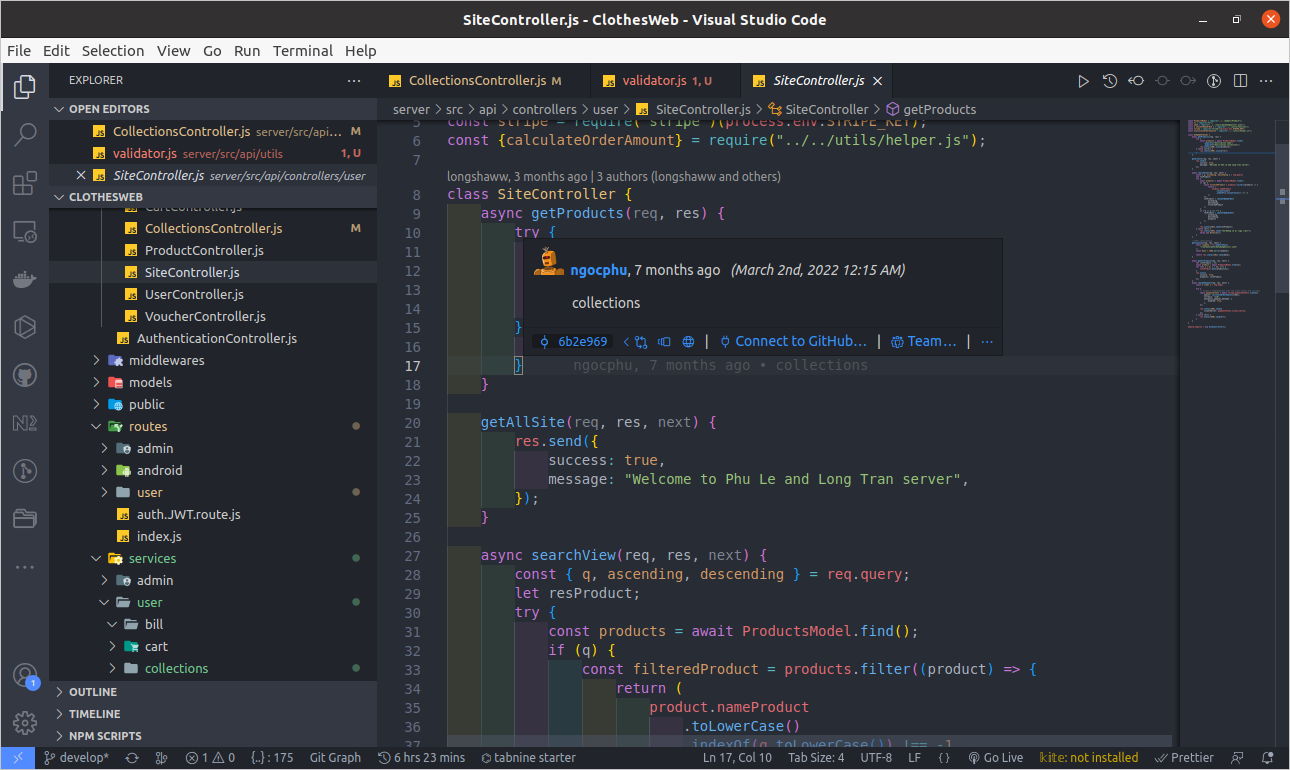 SiteController.js - ClothesWeb - Visual Studio Code
File Edit Selection View Go Run Terminal Help
EXPLORER
OPEN EDITORS
CollectionsController.js server/src/api... M
validator.js server/src/api/utils 1, U
SiteController.js server/src/api/controllers/user
CLOTHESWEB
CartController.js
CollectionsController.js M
ProductController.js
SiteController.js
UserController.js
VoucherController.js
AuthenticationController.js
middlewares
models
public
routes
admin
android
user
auth.JWT.route.js
index.js
services
admin
user
bill
cart
collections
OUTLINE
TIMELINE
NPM SCRIPTS
CollectionsController.js M
validator.js 1, U
SiteController.js
server > src > api > controllers > user > SiteController.js > SiteController > getProducts
5 const stripe = require("stripe")(process.env.STRIPE_KEY);
6 const {calculateOrderAmount} = require("../../utils/helper.js");
7
longshaww, 3 months ago | 3 authors (longshaww and others)
8 class SiteController {
9 async getProducts(req, res) {
10 try {
11
12
13
14
15 }
16
17 } ngocphu, 7 months ago • collections
18 }
19
20 getAllSite(req, res, next) {
21 res.send({
22 success: true,
23 message: "Welcome to Phu Le and Long Tran server",
24 });
25 }
26
27 async searchView(req, res, next) {
28 const { q, ascending, descending } = req.query;
29 let resProduct;
30 try {
31 const products = await ProductsModel.find();
32 if (q) {
33 const filteredProduct = products.filter((product) => {
34 return (
35 product.nameProduct
36 .toLowerCase()
37 .indexOf(q.toLowerCase()) !== -1
ngocphu, 7 months ago (March 2nd, 2022 12:15 AM)
collections
6b2e969 | Connect to GitHub... | Team... | ...
develop* 1 0 {..} : 175 Git Graph 6 hrs 23 mins tabnine starter Ln 17, Col 10 Tab Size: 4 UTF-8 LF {} Go Live kite: not installed Prettier
1